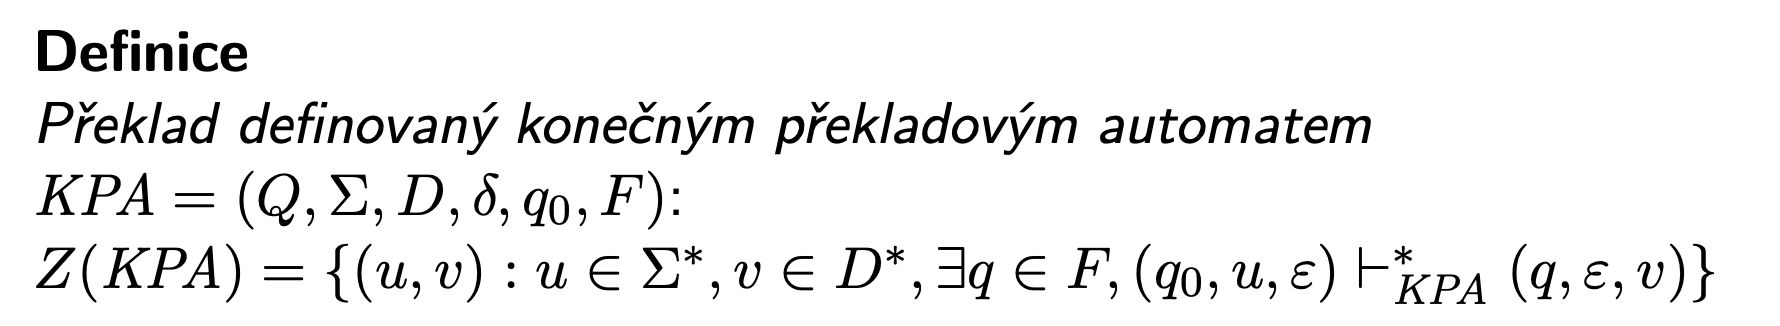 Definice
Překlad definovaný konečným překladovým automatem
KPA = (Q, Σ, D, δ, q₀, F):
Z(KPA) = {(u, v) : u ∈ Σ*, v ∈ D*, ∃q ∈ F, (q₀, u, ε) ⊢*_KPA (q, ε, v)}